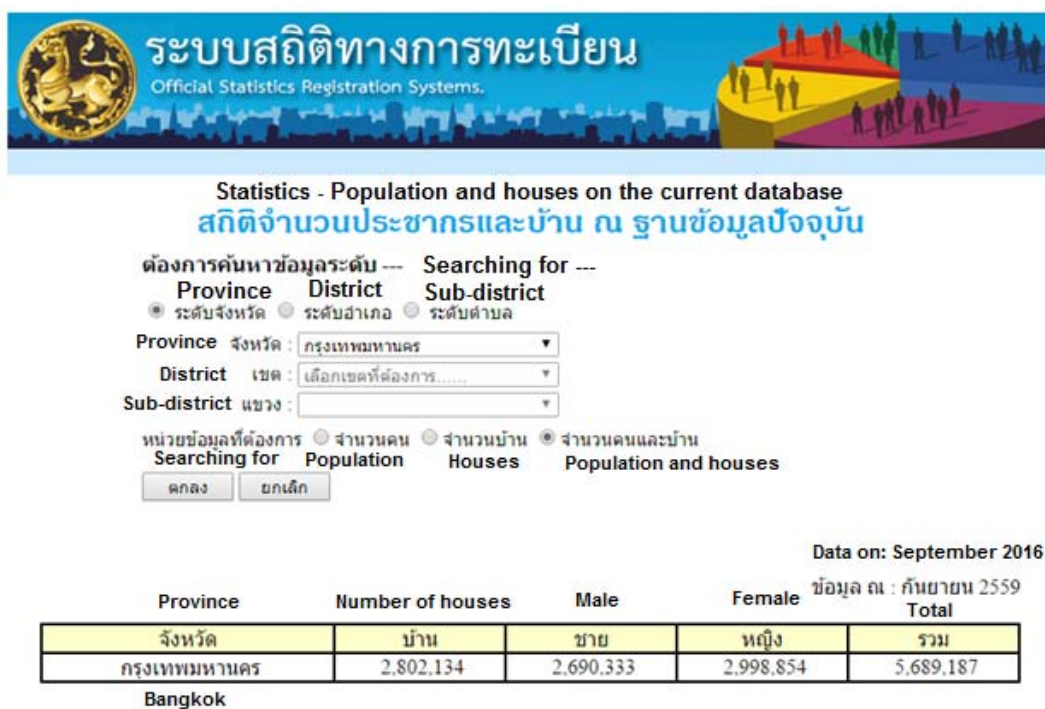 ระบบสถิติทางการทะเบียน
Official Statistics Registration Systems.
Statistics - Population and houses on the current database
สถิติจำนวนประชากรและบ้าน ณ ฐานข้อมูลปัจจุบัน
ต้องการค้นหาข้อมูลระดับ --- Searching for ---
Province District Sub-district
ระดับจังหวัด ระดับอำเภอ ระดับตำบล
Province จังหวัด : กรุงเทพมหานคร
District เขต : เลือกเขตที่ต้องการ......
Sub-district แขวง :
หน่วยข้อมูลที่ต้องการ จำนวนคน จำนวนบ้าน จำนวนคนและบ้าน
Searching for Population Houses Population and houses
ตกลง ยกเลิก
Data on: September 2016
ข้อมูล ณ : กันยายน 2559
Province Number of houses Male Female Total
จังหวัด บ้าน ชาย หญิง รวม
กรุงเทพมหานคร 2,802,134 2,690,333 2,998,854 5,689,187
Bangkok